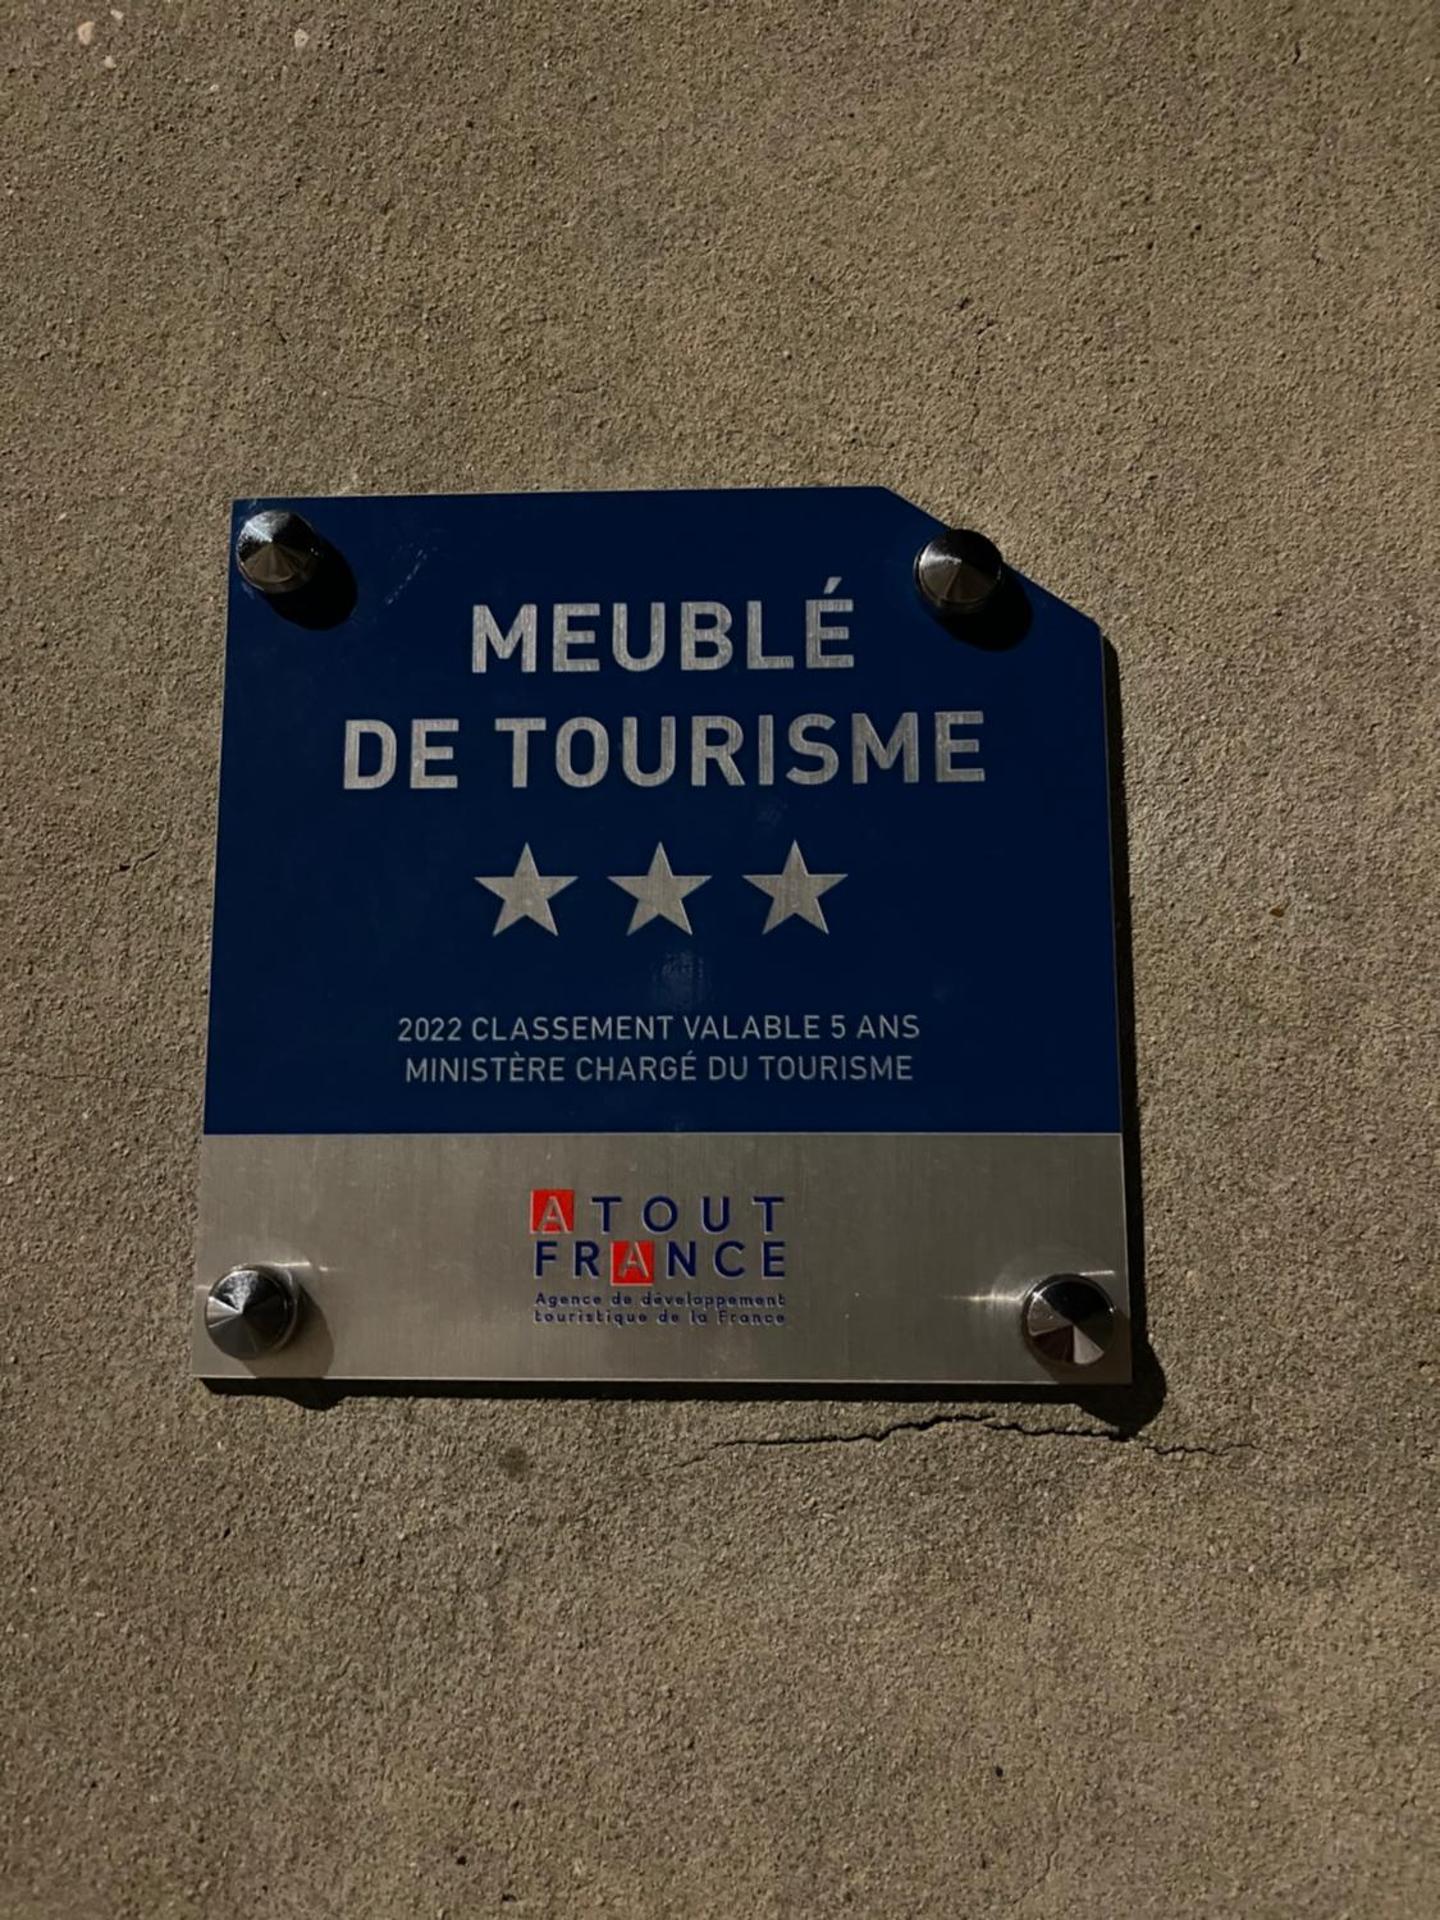 MEUBLÉ
DE TOURISME
★ ★ ★
2022 CLASSEMENT VALABLE 5 ANS
MINISTÈRE CHARGÉ DU TOURISME
ATOUT
FRANCE
Agence de développement
touristique de la France